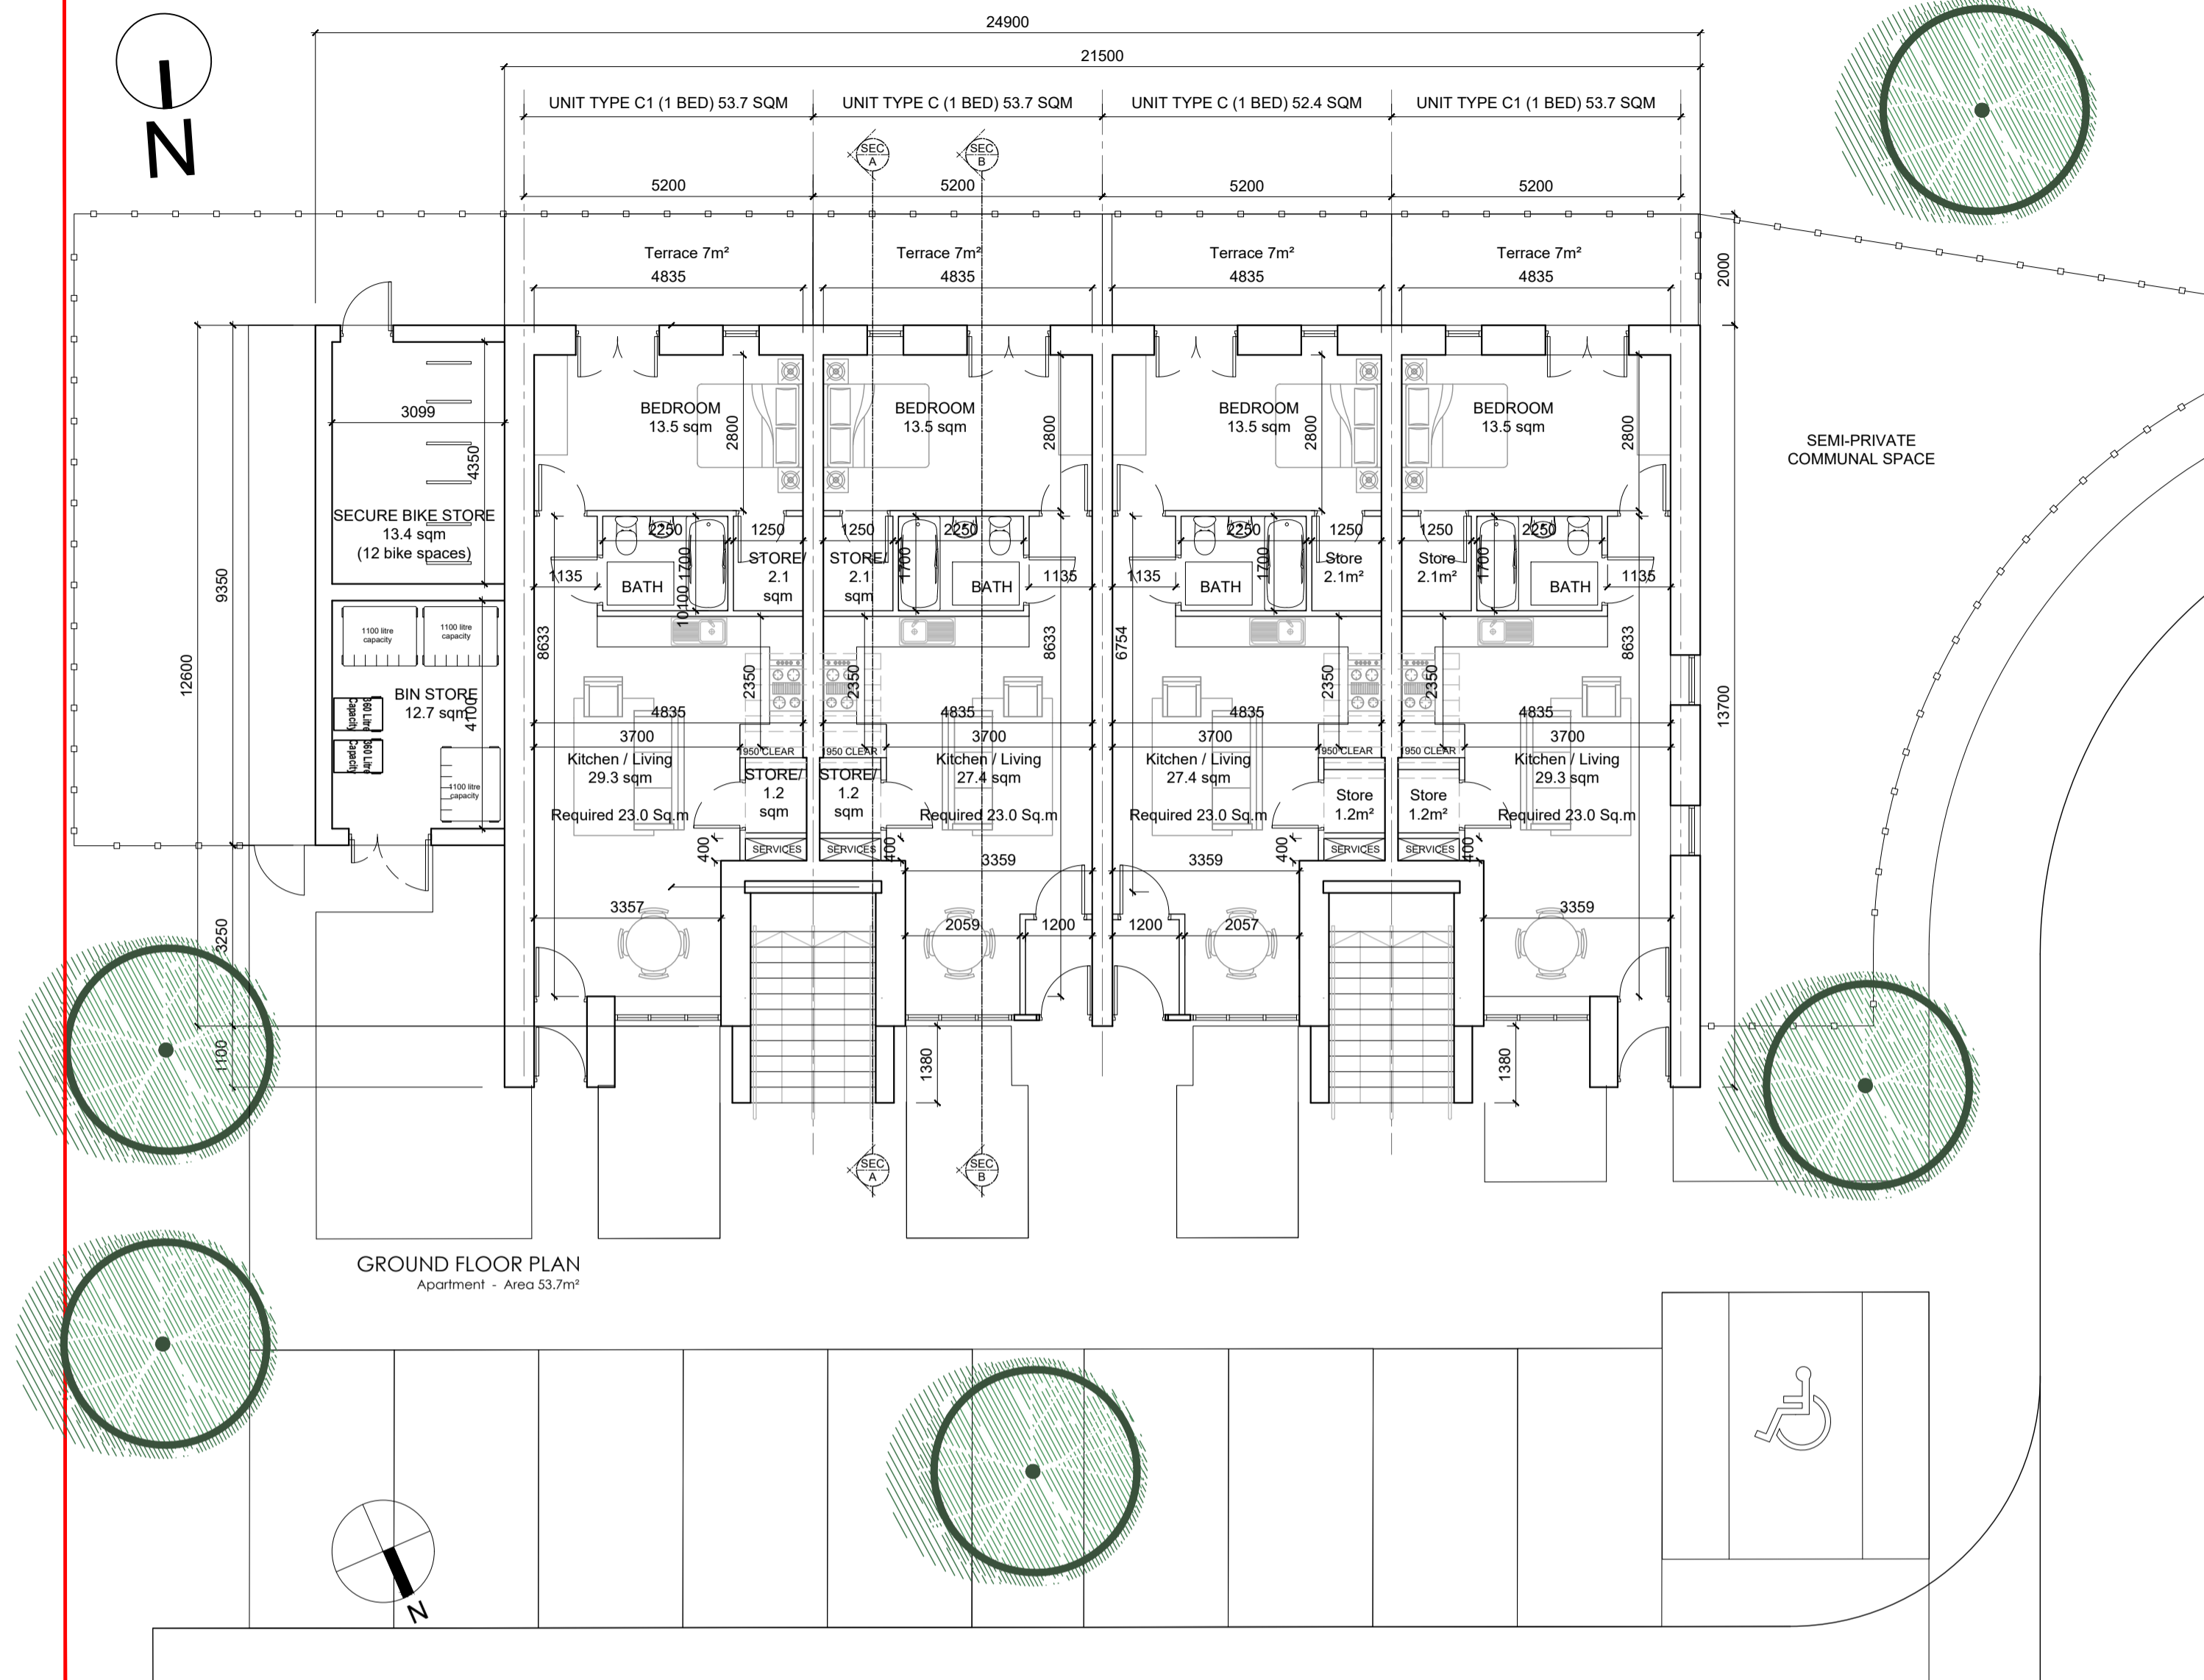 24900
21500
UNIT TYPE C1 (1 BED) 53.7 SQM
UNIT TYPE C (1 BED) 53.7 SQM
UNIT TYPE C (1 BED) 52.4 SQM
UNIT TYPE C1 (1 BED) 53.7 SQM
N
SEC
A
SEC
B
5200
5200
5200
5200
Terrace 7m²
4835
Terrace 7m²
4835
Terrace 7m²
4835
Terrace 7m²
4835
2000
BEDROOM
13.5 sqm
2800
BEDROOM
13.5 sqm
2800
BEDROOM
13.5 sqm
2800
BEDROOM
13.5 sqm
2800
SEMI-PRIVATE
COMMUNAL SPACE
3099
4350
SECURE BIKE STORE
13.4 sqm
(12 bike spaces)
9350
12600
2250
1250
1250
2250
2250
1250
1250
2250
1700
1700
1700
1700
10100
STORE/
2.1
sqm
STORE/
2.1
sqm
Store
2.1m²
Store
2.1m²
1135
BATH
BATH
1135
1135
BATH
BATH
1135
8633
8633
6754
8633
1100 litre
capacity
1100 litre
capacity
BIN STORE
12.7 sqm
4100
360 Litre
Capacity
360 Litre
Capacity
1100 litre
capacity
2350
2350
2350
2350
13700
4835
4835
4835
4835
3700
3700
3700
3700
1950 CLEAR
1950 CLEAR
1950 CLEAR
1950 CLEAR
Kitchen / Living
29.3 sqm
Required 23.0 Sq.m
STORE/
1.2
sqm
STORE/
1.2
sqm
Kitchen / Living
27.4 sqm
Required 23.0 Sq.m
Kitchen / Living
27.4 sqm
Required 23.0 Sq.m
Store
1.2m²
Store
1.2m²
Kitchen / Living
29.3 sqm
Required 23.0 Sq.m
400
SERVICES
SERVICES
400
400
SERVICES
SERVICES
400
3359
3359
3357
3359
2059
1200
1200
2057
3250
1100
1380
1380
SEC
A
SEC
B
GROUND FLOOR PLAN
Apartment - Area 53.7m²
N